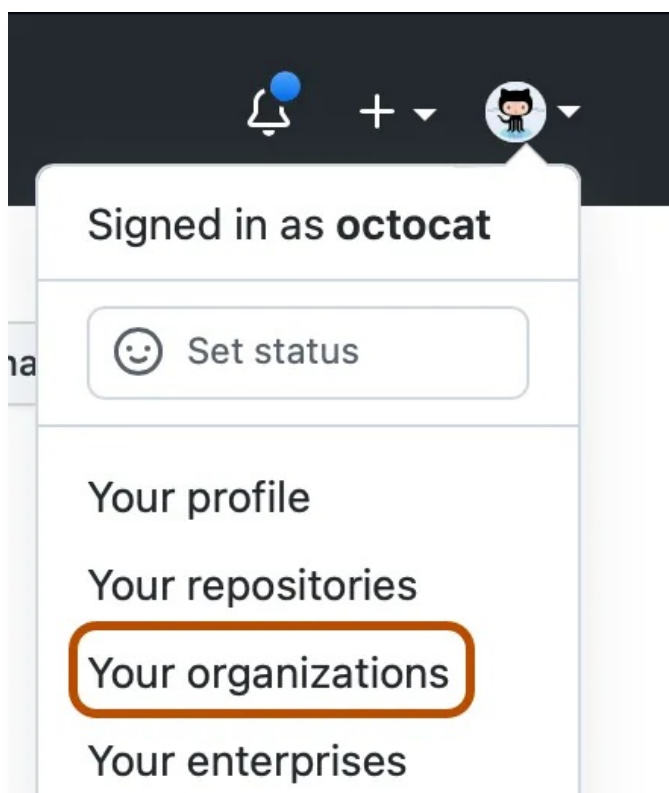 Signed in as octocat
Set status
Your profile
Your repositories
Your organizations
Your enterprises